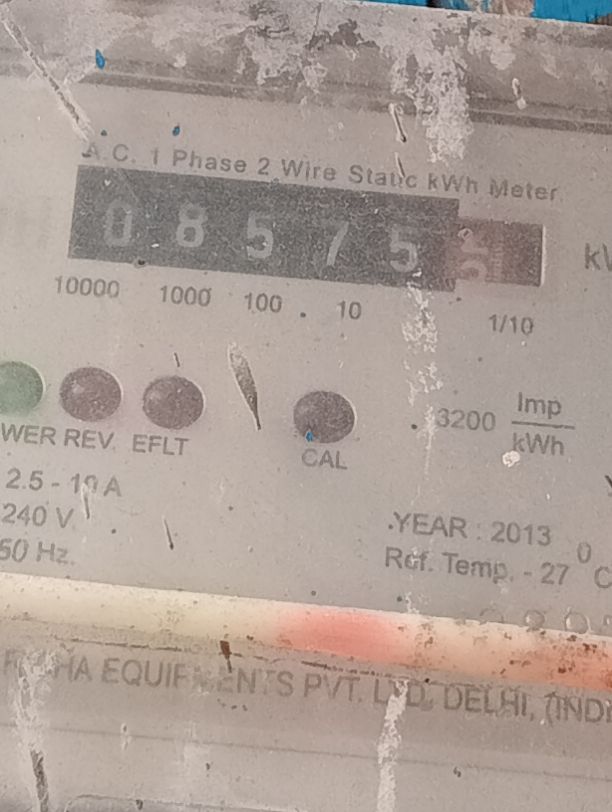 A.C. 1 Phase 2 Wire Static kWh Meter
0 8 5 7 5
10000 1000 100 10 1/10
3200 Imp/kWh
WER REV. EFLT CAL
2.5 - 10 A
240 V
50 Hz.
YEAR : 2013
Ref. Temp. - 27 °C
EQUIPMENTS PVT. LTD. DELHI, (INDI